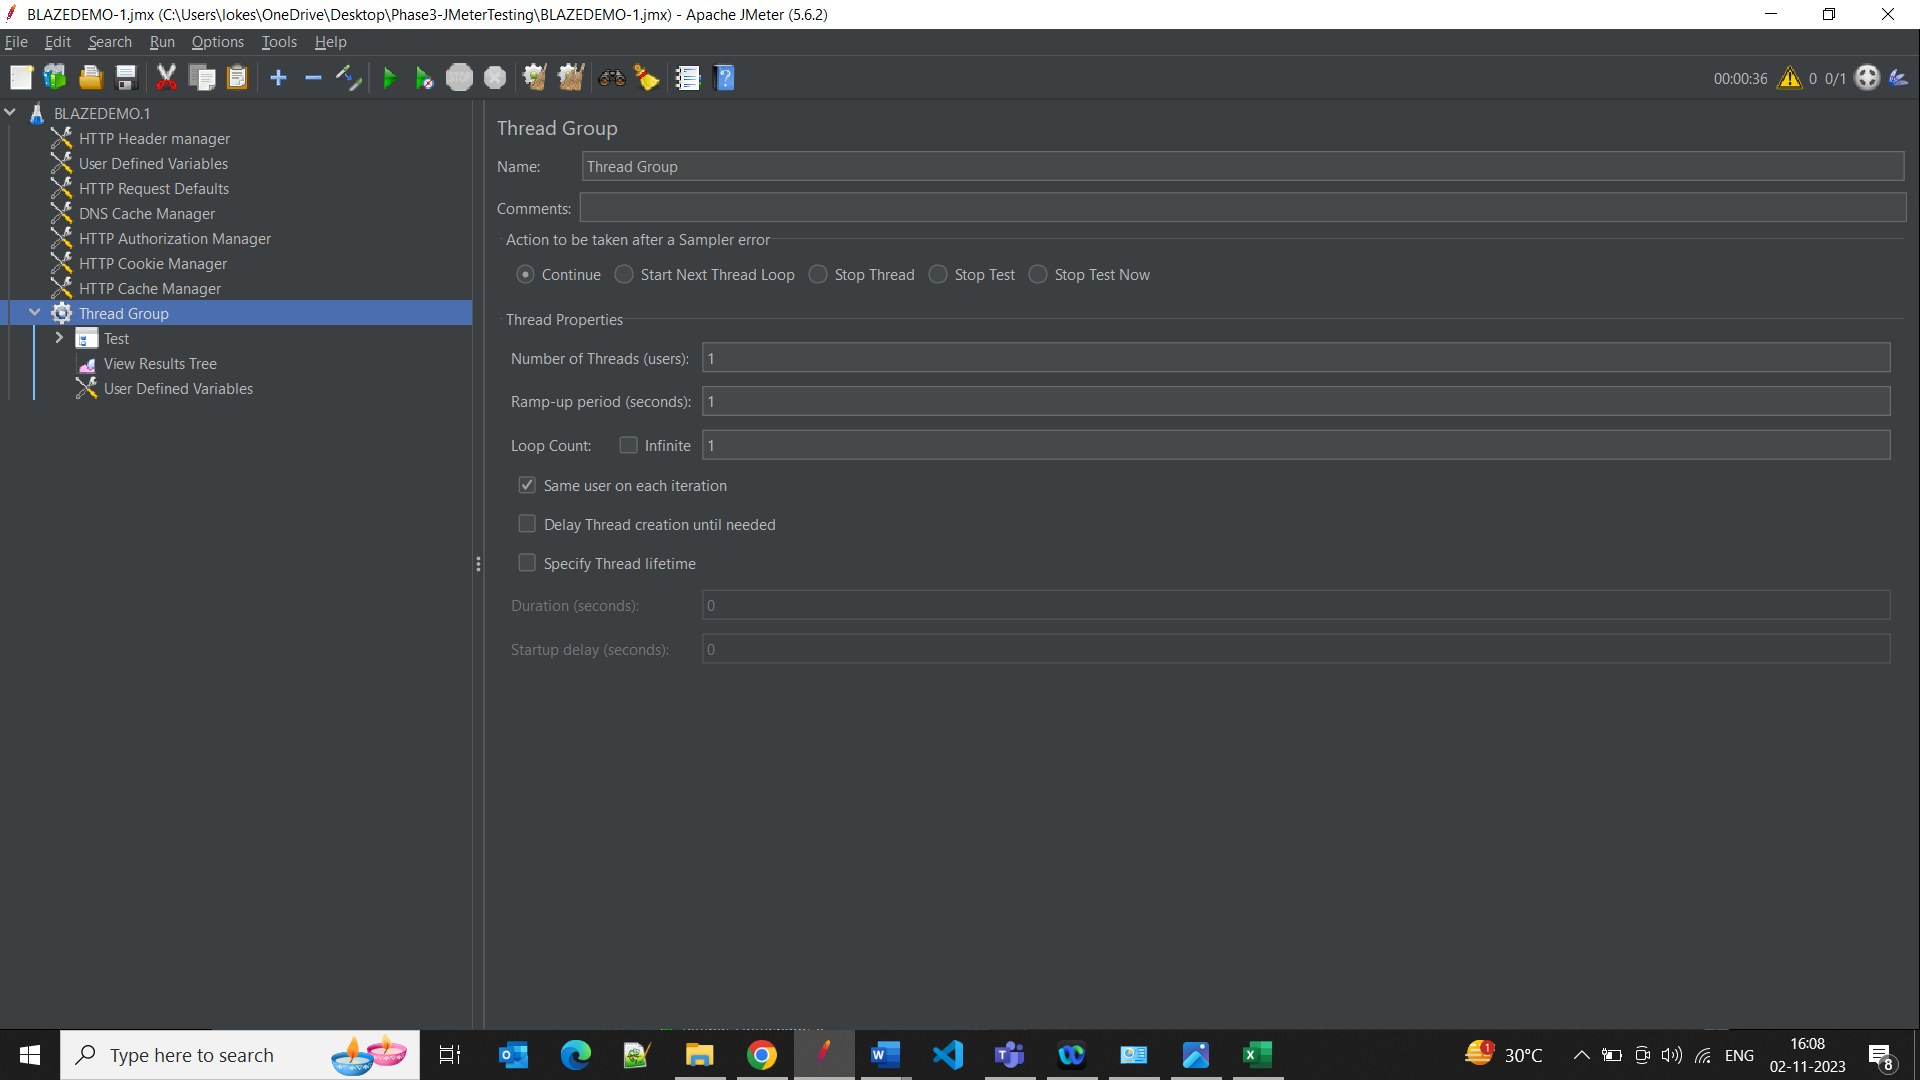 BLAZEDEMO-1.jmx (C:\Users\lokes\OneDrive\Desktop\Phase3-JMeterTesting\BLAZEDEMO-1.jmx) - Apache JMeter (5.6.2)
File Edit Search Run Options Tools Help
00:00:36 0 0/1
BLAZEDEMO.1
HTTP Header manager
User Defined Variables
HTTP Request Defaults
DNS Cache Manager
HTTP Authorization Manager
HTTP Cookie Manager
HTTP Cache Manager
Thread Group
Test
View Results Tree
User Defined Variables
Thread Group
Name: Thread Group
Comments:
Action to be taken after a Sampler error
Continue Start Next Thread Loop Stop Thread Stop Test Stop Test Now
Thread Properties
Number of Threads (users): 1
Ramp-up period (seconds): 1
Loop Count: Infinite 1
Same user on each iteration
Delay Thread creation until needed
Specify Thread lifetime
Duration (seconds): 0
Startup delay (seconds): 0
Type here to search
1 30°C ENG 16:08
02-11-2023 8